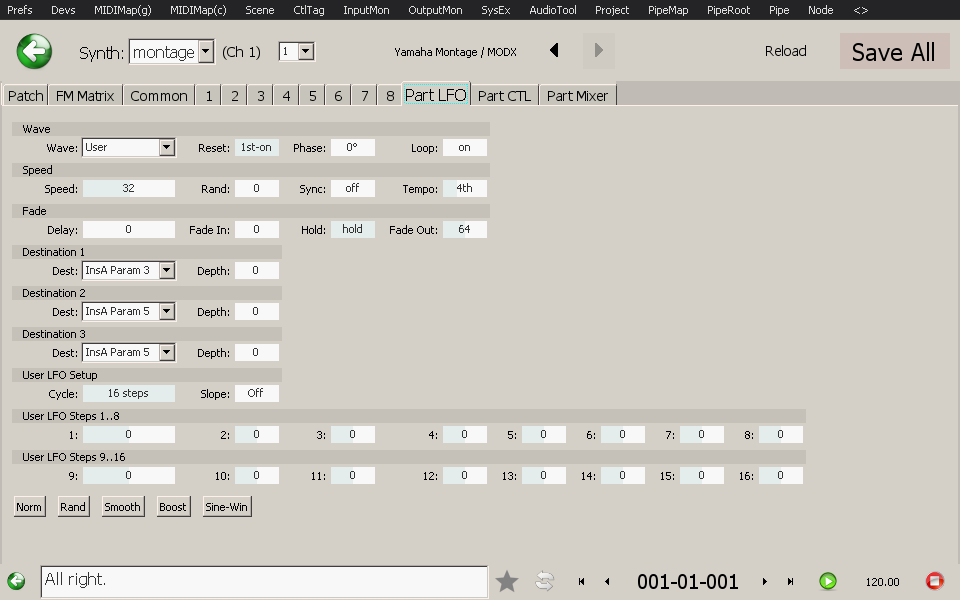 Prefs Devs MIDIMap(g) MIDIMap(c) Scene CtlTag InputMon OutputMon SysEx AudioTool Project PipeMap PipeRoot Pipe Node <>
Synth: montage (Ch 1) 1 Yamaha Montage / MODX Reload Save All
Patch FM Matrix Common 1 2 3 4 5 6 7 8 Part LFO Part CTL Part Mixer
Wave
Wave: User Reset: 1st-on Phase: 0° Loop: on
Speed
Speed: 32 Rand: 0 Sync: off Tempo: 4th
Fade
Delay: 0 Fade In: 0 Hold: hold Fade Out: 64
Destination 1
Dest: InsA Param 3 Depth: 0
Destination 2
Dest: InsA Param 5 Depth: 0
Destination 3
Dest: InsA Param 5 Depth: 0
User LFO Setup
Cycle: 16 steps Slope: Off
User LFO Steps 1..8
1: 0 2: 0 3: 0 4: 0 5: 0 6: 0 7: 0 8: 0
User LFO Steps 9..16
9: 0 10: 0 11: 0 12: 0 13: 0 14: 0 15: 0 16: 0
Norm Rand Smooth Boost Sine-Win
All right. 001-01-001 120.00